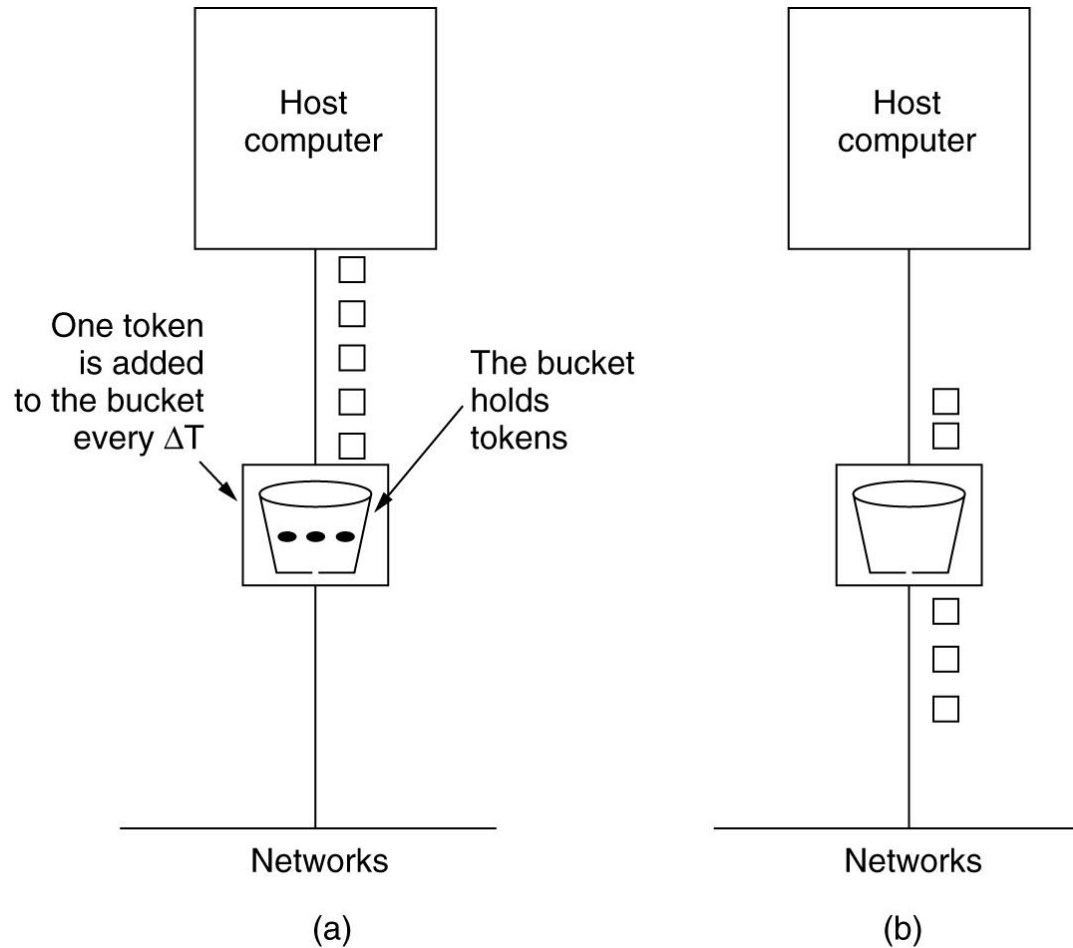 Host
computer
One token
is added
to the bucket
every ΔT
The bucket
holds
tokens
Networks
(a)
Host
computer
Networks
(b)